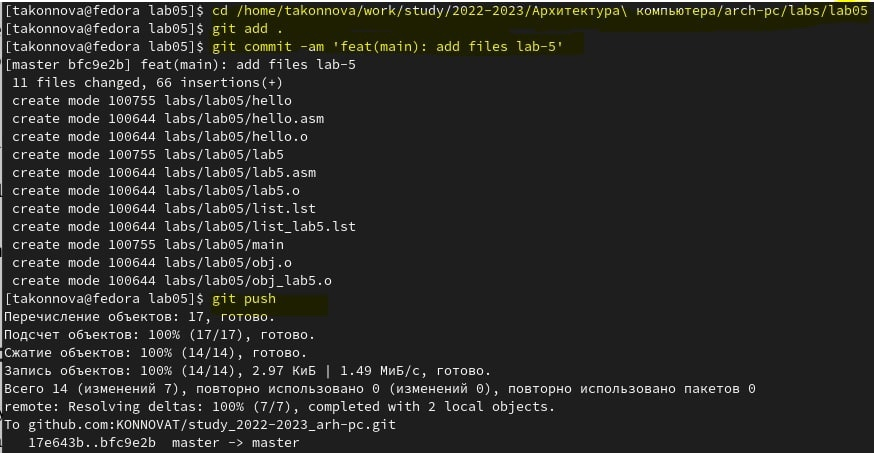 [takonnova@fedora lab05]$ cd /home/takonnova/work/study/2022-2023/Архитектура\ компьютера/arch-pc/labs/lab05
[takonnova@fedora lab05]$ git add .
[takonnova@fedora lab05]$ git commit -am 'feat(main): add files lab-5'
[master bfc9e2b] feat(main): add files lab-5
 11 files changed, 66 insertions(+)
 create mode 100755 labs/lab05/hello
 create mode 100644 labs/lab05/hello.asm
 create mode 100644 labs/lab05/hello.o
 create mode 100755 labs/lab05/lab5
 create mode 100644 labs/lab05/lab5.asm
 create mode 100644 labs/lab05/lab5.o
 create mode 100644 labs/lab05/list.lst
 create mode 100644 labs/lab05/list_lab5.lst
 create mode 100755 labs/lab05/main
 create mode 100644 labs/lab05/obj.o
 create mode 100644 labs/lab05/obj_lab5.o
[takonnova@fedora lab05]$ git push
Перечисление объектов: 17, готово.
Подсчет объектов: 100% (17/17), готово.
Сжатие объектов: 100% (14/14), готово.
Запись объектов: 100% (14/14), 2.97 КиБ | 1.49 МиБ/с, готово.
Всего 14 (изменений 7), повторно использовано 0 (изменений 0), повторно использовано пакетов 0
remote: Resolving deltas: 100% (7/7), completed with 2 local objects.
To github.com:KONNOVAT/study_2022-2023_arh-pc.git
   17e643b..bfc9e2b  master -> master